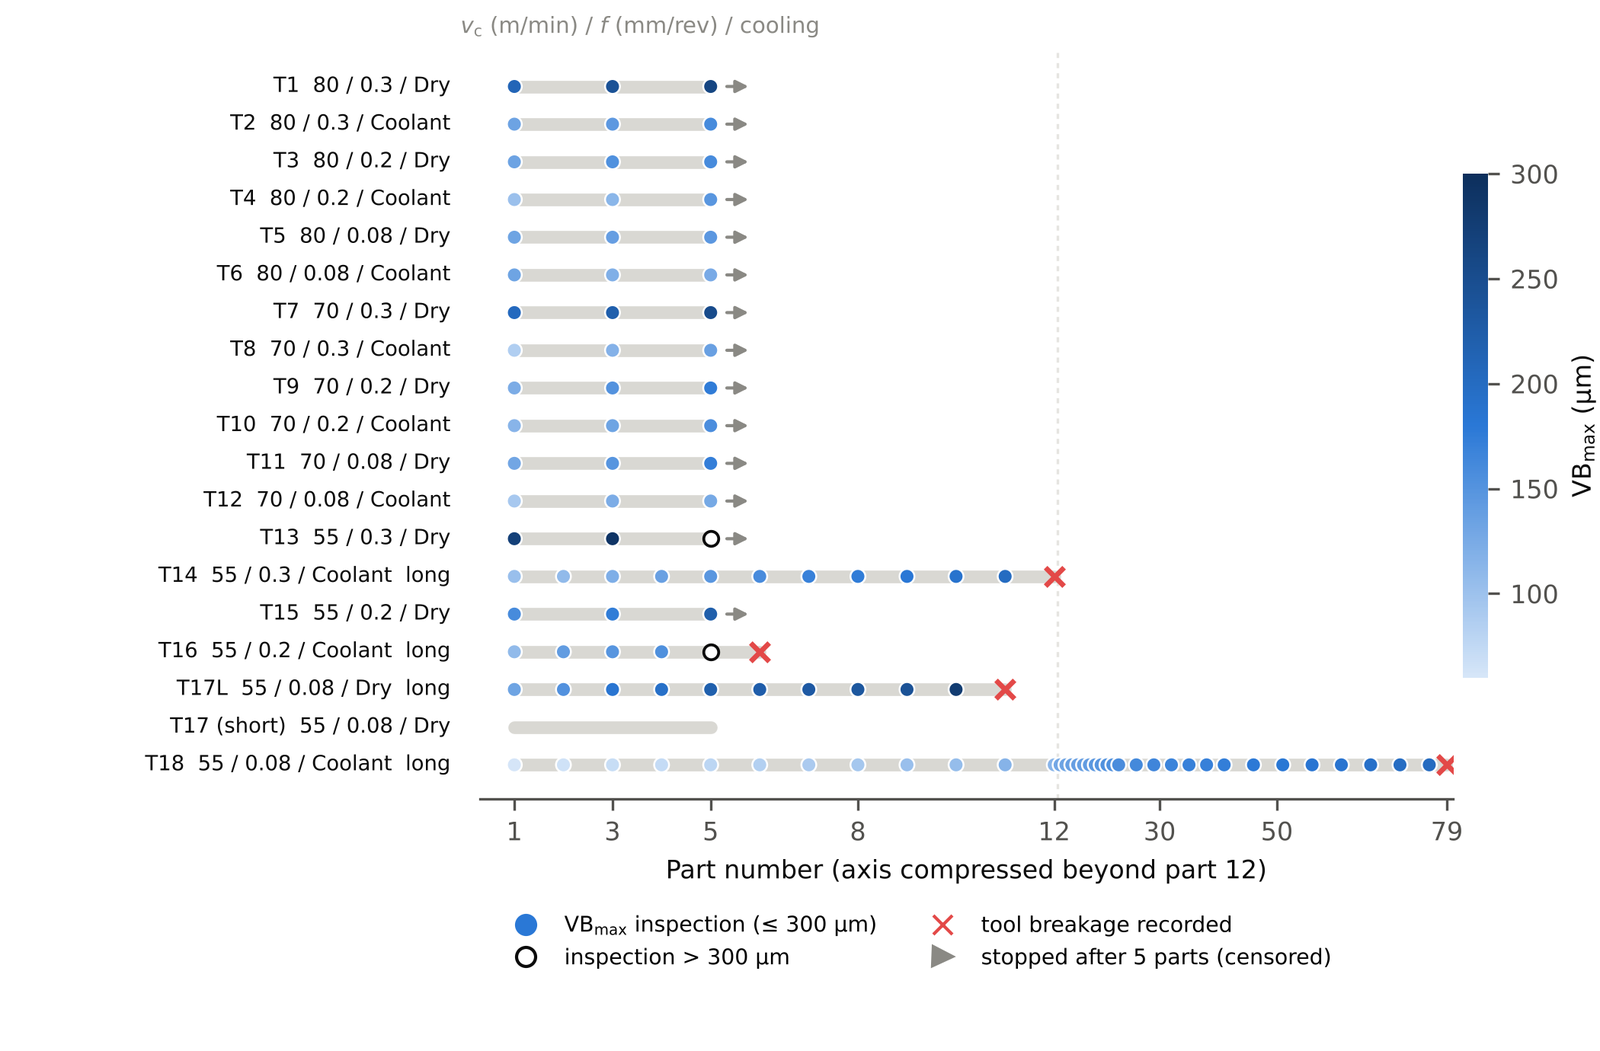 v_c (m/min) / f (mm/rev) / cooling
T1 80 / 0.3 / Dry
T2 80 / 0.3 / Coolant
T3 80 / 0.2 / Dry
T4 80 / 0.2 / Coolant
T5 80 / 0.08 / Dry
T6 80 / 0.08 / Coolant
T7 70 / 0.3 / Dry
T8 70 / 0.3 / Coolant
T9 70 / 0.2 / Dry
T10 70 / 0.2 / Coolant
T11 70 / 0.08 / Dry
T12 70 / 0.08 / Coolant
T13 55 / 0.3 / Dry
T14 55 / 0.3 / Coolant long
T15 55 / 0.2 / Dry
T16 55 / 0.2 / Coolant long
T17L 55 / 0.08 / Dry long
T17 (short) 55 / 0.08 / Dry
T18 55 / 0.08 / Coolant long
1 3 5 8 12 30 50 79
Part number (axis compressed beyond part 12)
300
250
200
150
100
VB_max (µm)
VB_max inspection (≤ 300 µm)
inspection > 300 µm
tool breakage recorded
stopped after 5 parts (censored)